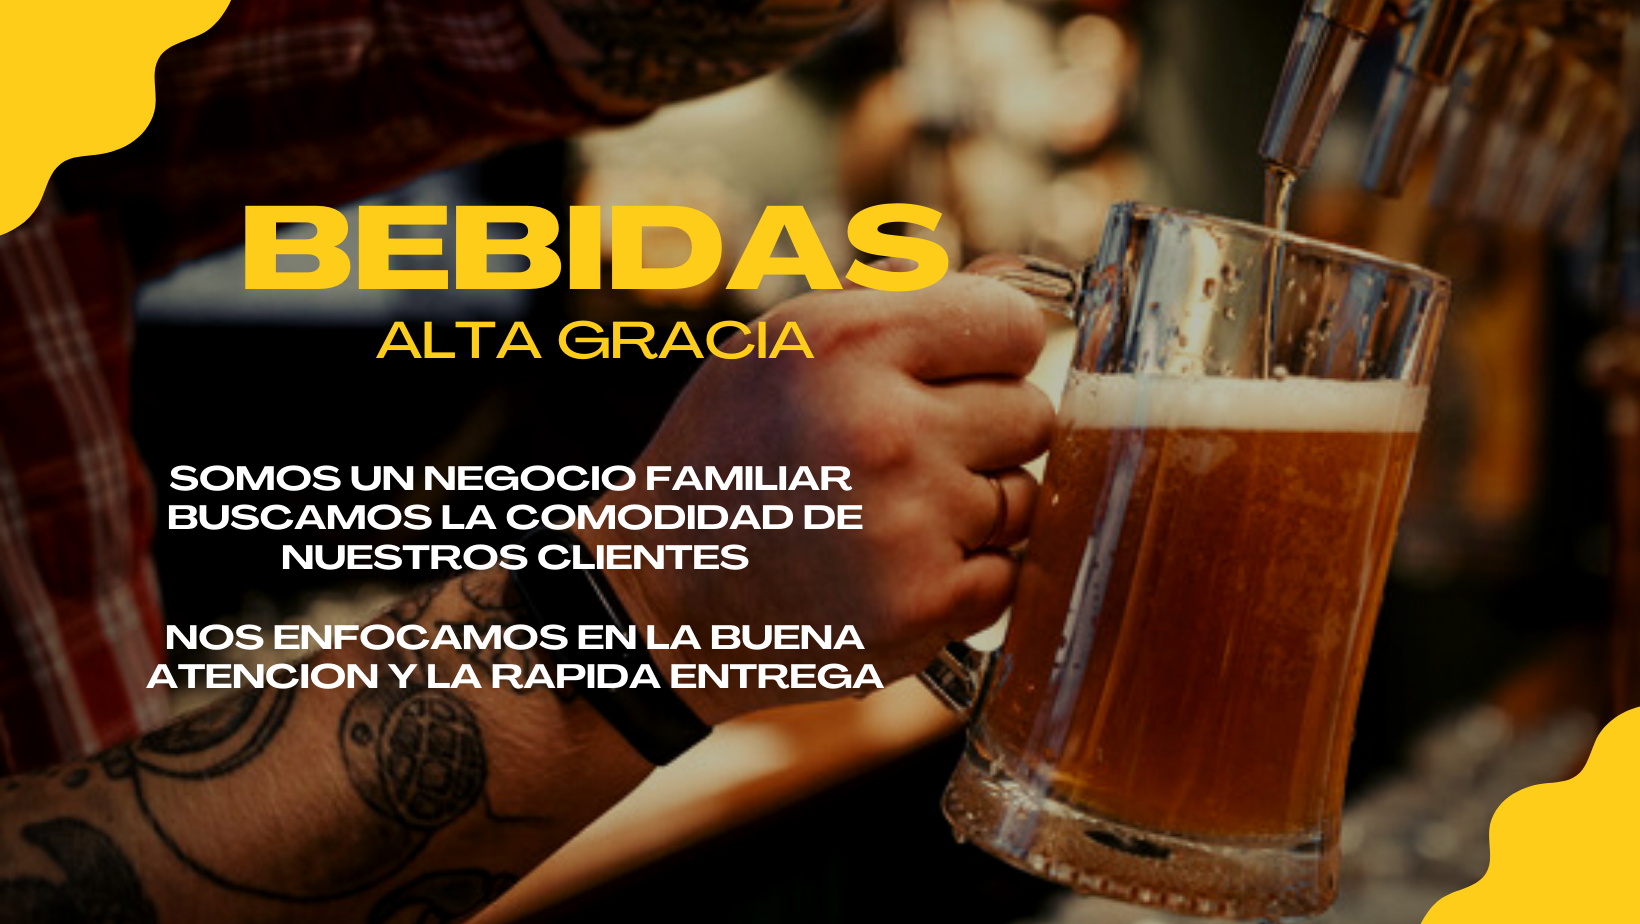 BEBIDAS
ALTA GRACIA
SOMOS UN NEGOCIO FAMILIAR
BUSCAMOS LA COMODIDAD DE
NUESTROS CLIENTES
NOS ENFOCAMOS EN LA BUENA
ATENCION Y LA RAPIDA ENTREGA